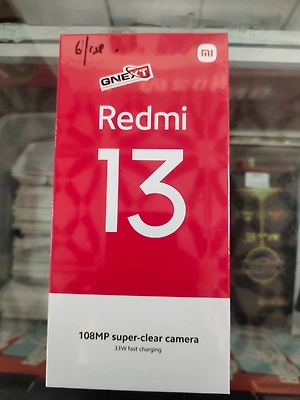 6/128
mi
GNEXT
Redmi
13
108MP super-clear camera
33W fast charging